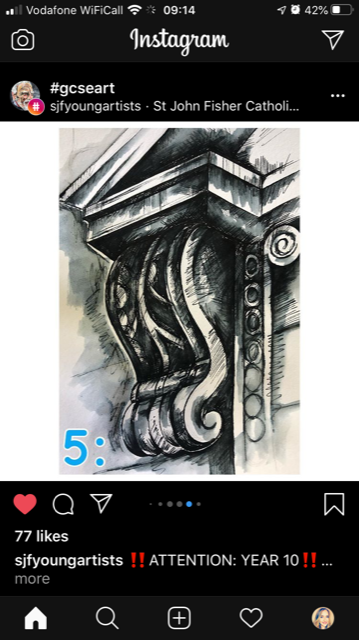 Vodafone WiFiCall 09:14 42%
Instagram
#gcseart
sjfyoungartists · St John Fisher Catholi...
5:
77 likes
sjfyoungartists ‼️ATTENTION: YEAR 10‼️...
more